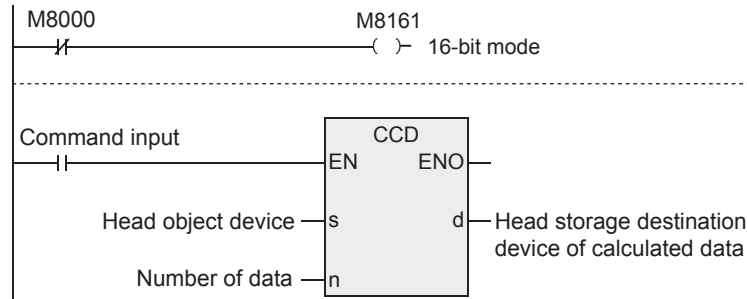 M8000 M8161
( ) 16-bit mode
Command input CCD
EN ENO
Head object device s d Head storage destination
device of calculated data
Number of data n